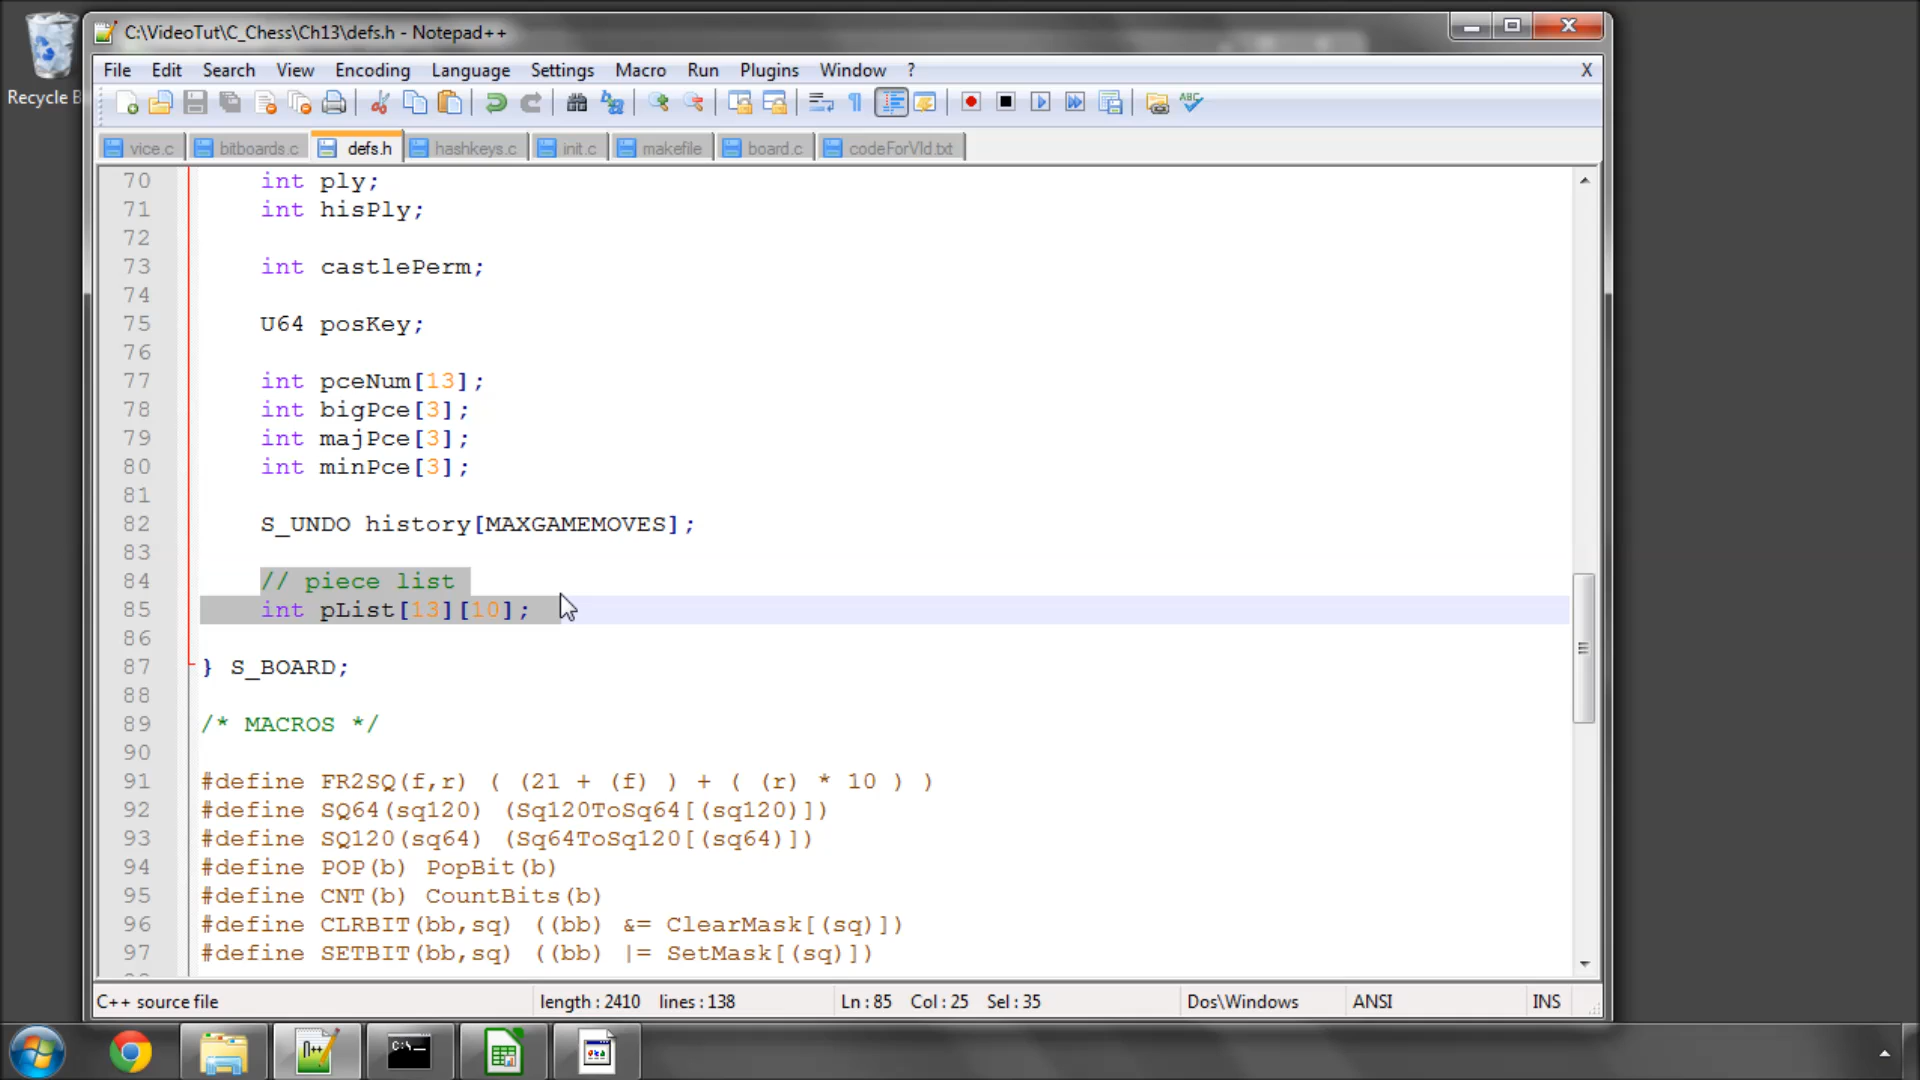 Recycle B
C:\VideoTut\C_Chess\Ch13\defs.h - Notepad++
File Edit Search View Encoding Language Settings Macro Run Plugins Window ? X
vice.c bitboards.c defs.h hashkeys.c init.c makefile board.c codeForVId.txt
70 int ply;
71 int hisPly;
72
73 int castlePerm;
74
75 U64 posKey;
76
77 int pceNum[13];
78 int bigPce[3];
79 int majPce[3];
80 int minPce[3];
81
82 S_UNDO history[MAXGAMEMOVES];
83
84 // piece list
85 int pList[13][10];
86
87 } S_BOARD;
88
89 /* MACROS */
90
91 #define FR2SQ(f,r) ( (21 + (f) ) + ( (r) * 10 ) )
92 #define SQ64(sq120) (Sq120ToSq64[(sq120)])
93 #define SQ120(sq64) (Sq64ToSq120[(sq64)])
94 #define POP(b) PopBit(b)
95 #define CNT(b) CountBits(b)
96 #define CLRBIT(bb,sq) ((bb) &= ClearMask[(sq)])
97 #define SETBIT(bb,sq) ((bb) |= SetMask[(sq)])
C++ source file length : 2410 lines : 138 Ln : 85 Col : 25 Sel : 35 Dos\Windows ANSI INS